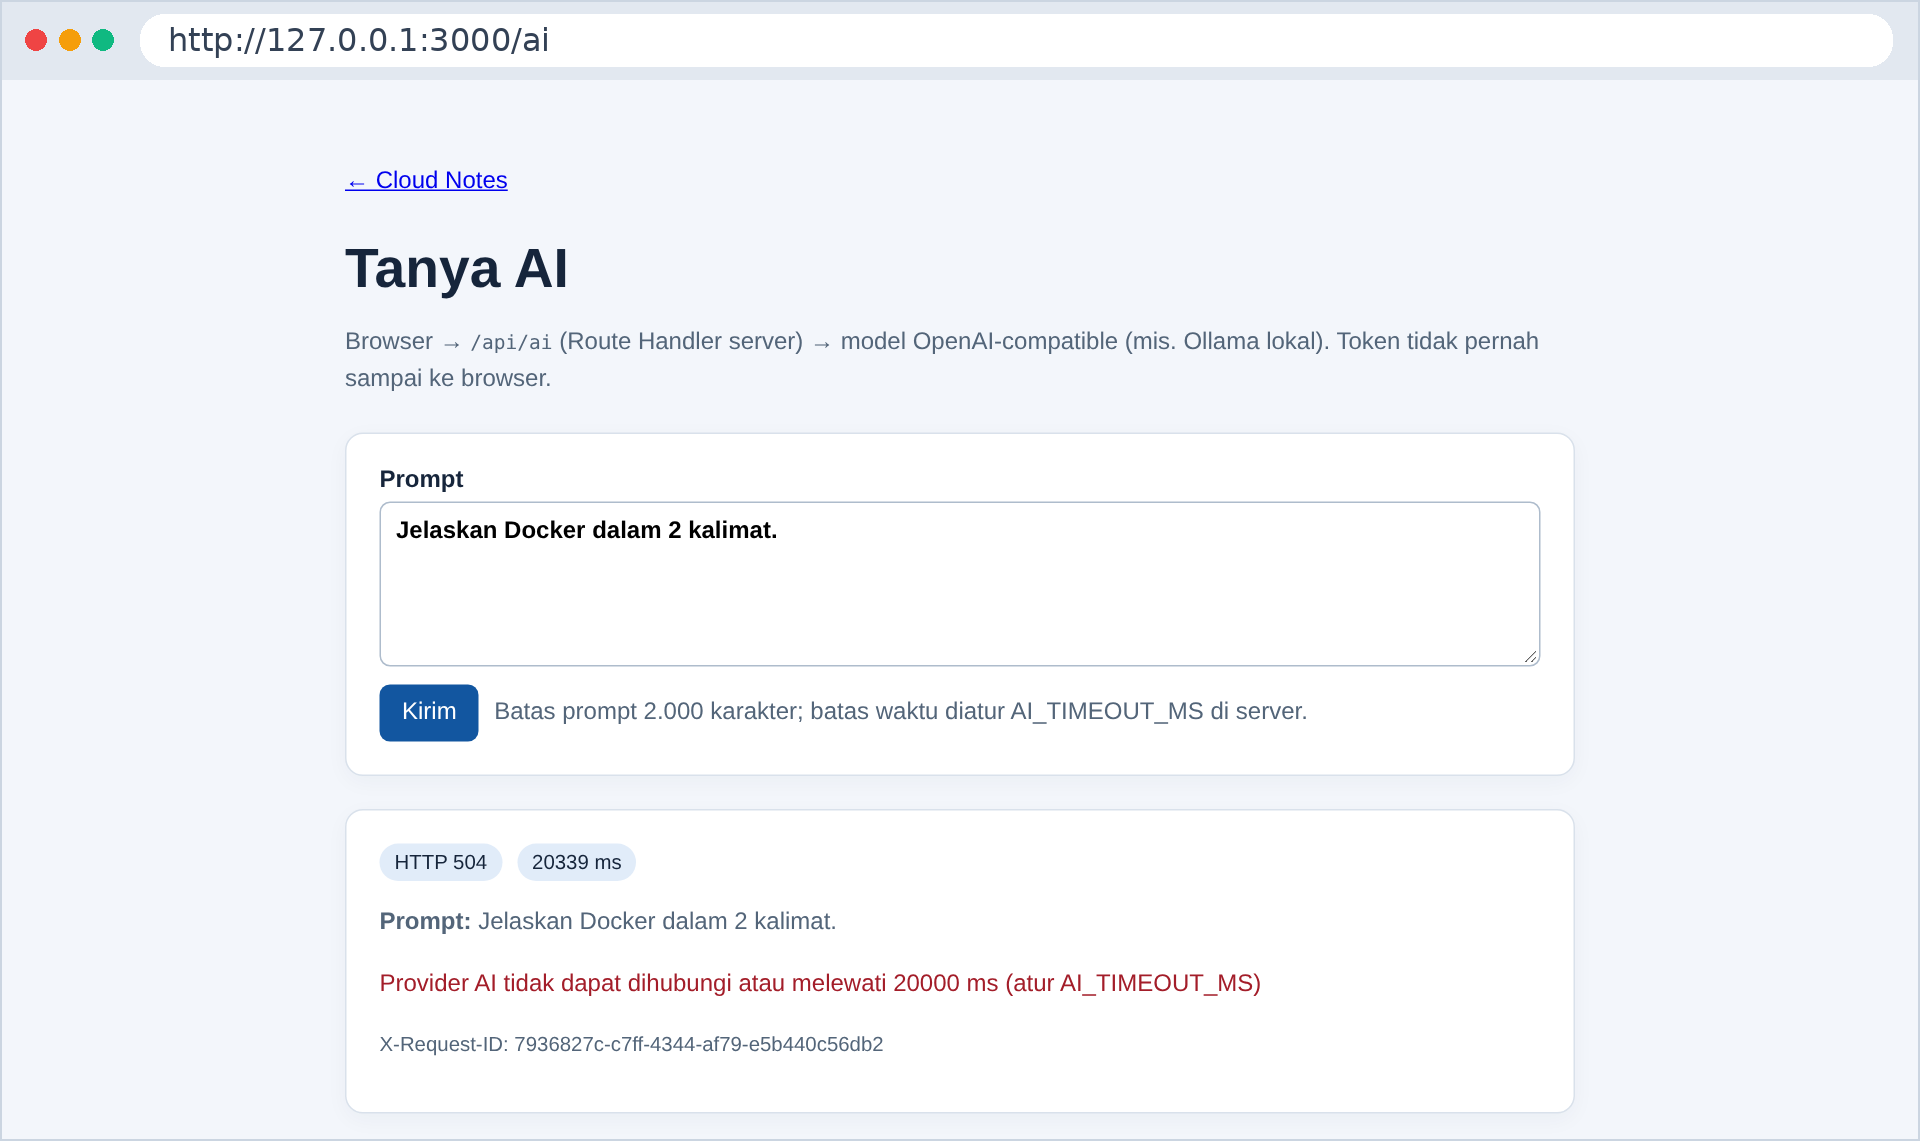 http://127.0.0.1:3000/ai
← Cloud Notes
Tanya AI
Browser → /api/ai (Route Handler server) → model OpenAI-compatible (mis. Ollama lokal). Token tidak pernah
sampai ke browser.
Prompt
Jelaskan Docker dalam 2 kalimat.
Kirim Batas prompt 2.000 karakter; batas waktu diatur AI_TIMEOUT_MS di server.
HTTP 504 20339 ms
Prompt: Jelaskan Docker dalam 2 kalimat.
Provider AI tidak dapat dihubungi atau melewati 20000 ms (atur AI_TIMEOUT_MS)
X-Request-ID: 7936827c-c7ff-4344-af79-e5b440c56db2